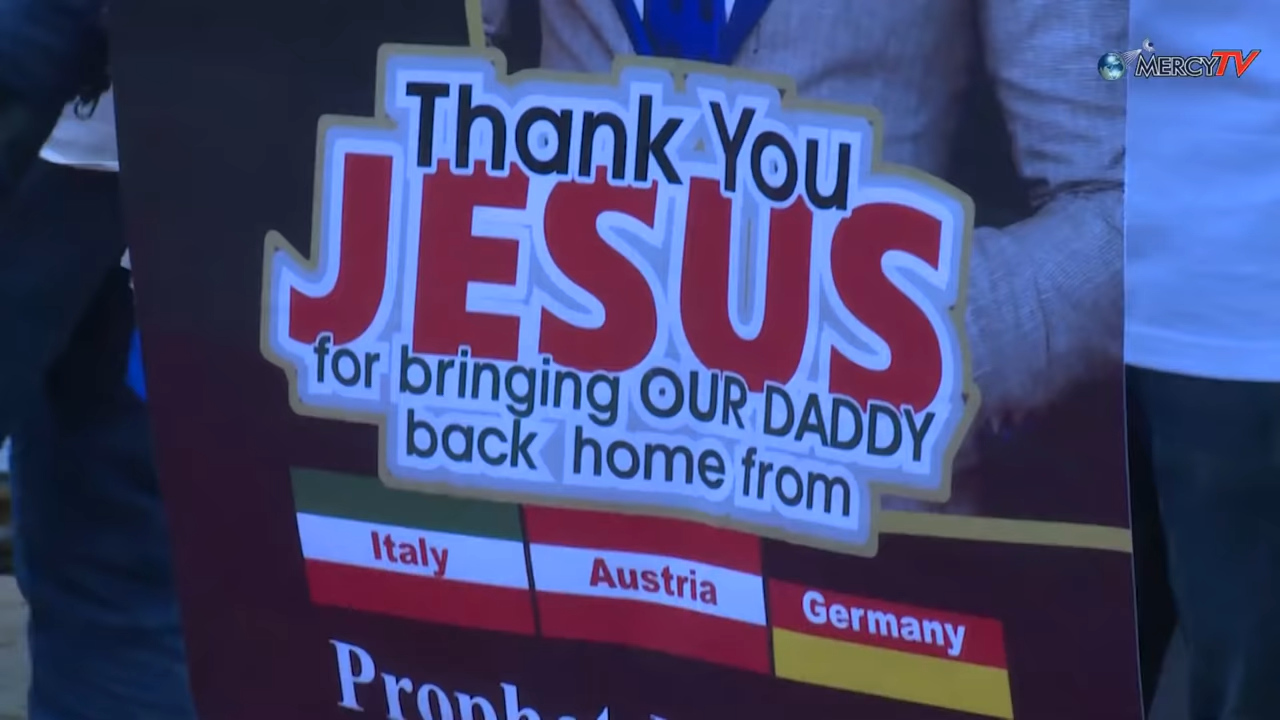 MERCYTV
Thank You
JESUS
for bringing OUR DADDY
back home from
Italy
Austria
Germany